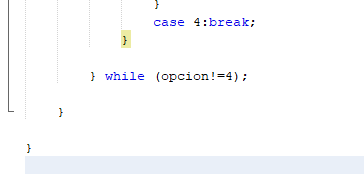 }
case 4:break;
}
} while (opcion!=4);
}
}